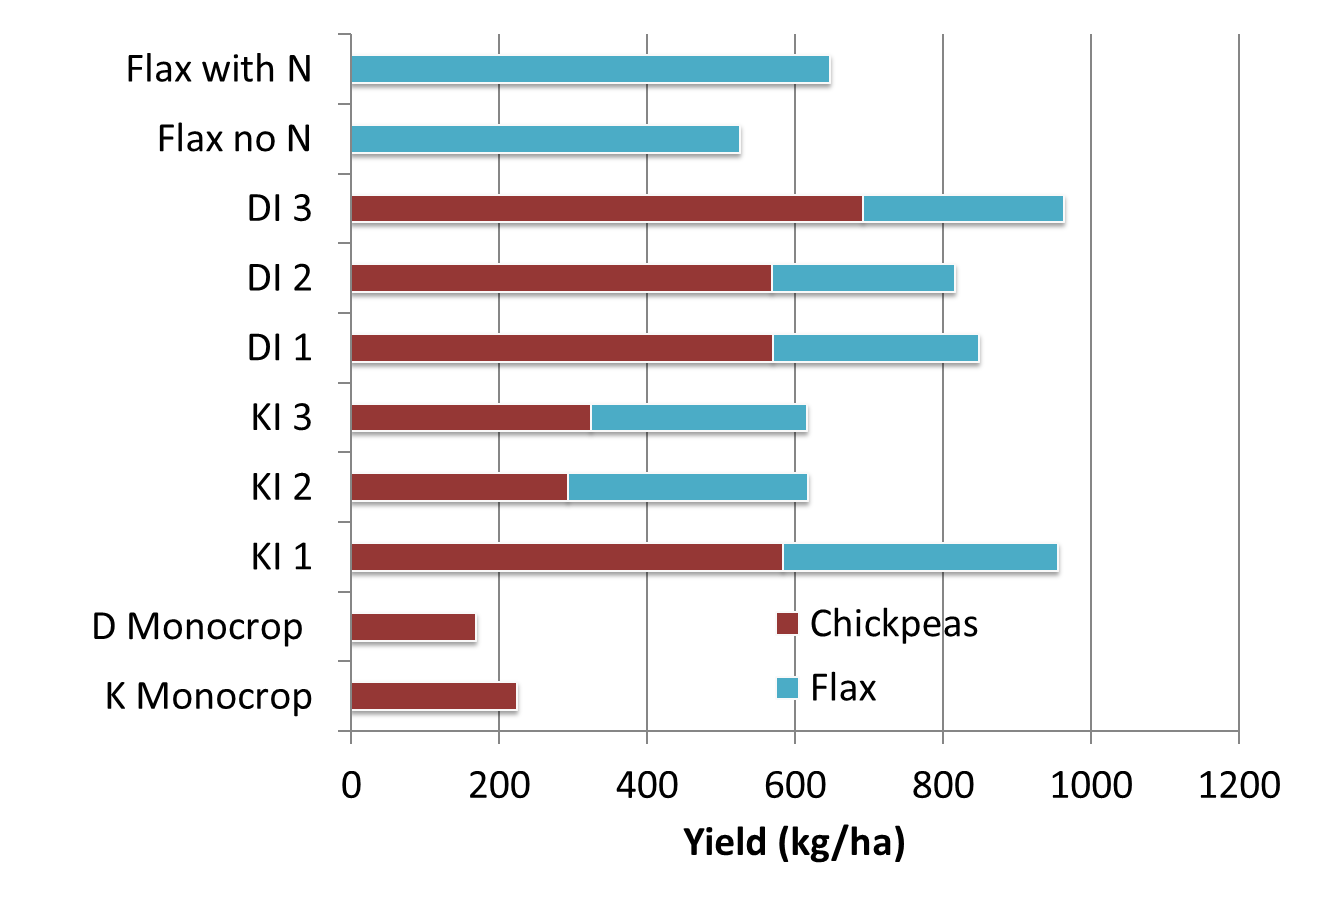 Flax with N
Flax no N
DI 3
DI 2
DI 1
KI 3
KI 2
KI 1
D Monocrop
K Monocrop
Chickpeas
Flax
0 200 400 600 800 1000 1200
Yield (kg/ha)